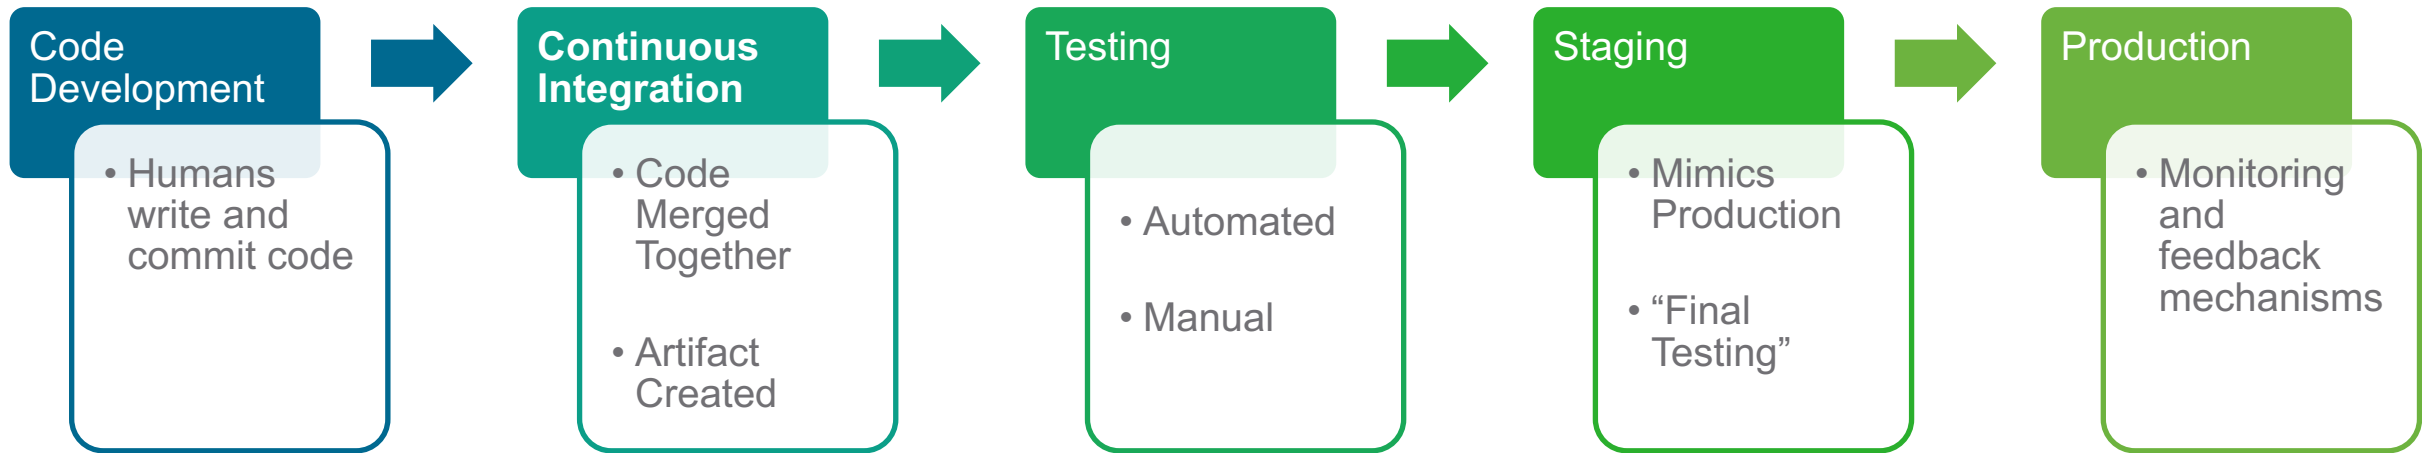 Code
Development
• Humans
write and
commit code
Continuous
Integration
• Code
Merged
Together
• Artifact
Created
Testing
• Automated
• Manual
Staging
• Mimics
Production
• “Final
Testing”
Production
• Monitoring
and
feedback
mechanisms